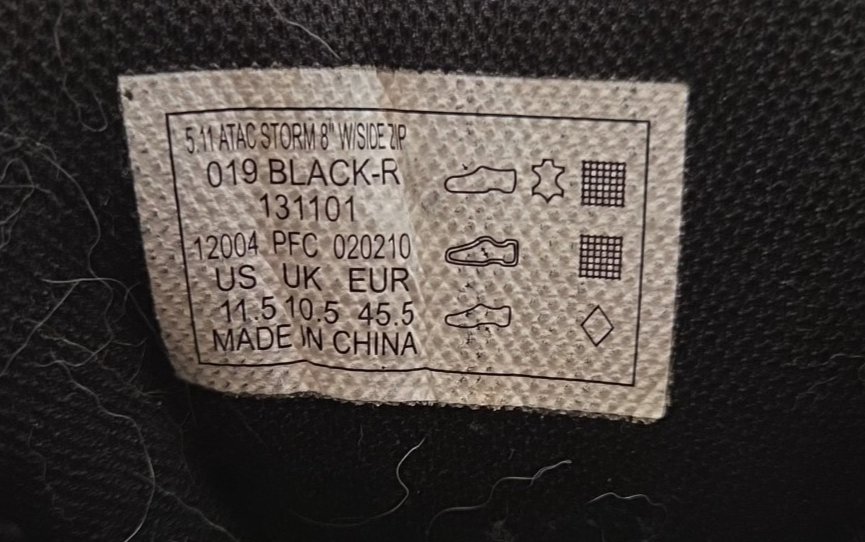 5.11 ATAC STORM 8" W/SIDE ZIP
019 BLACK-R
131101
12004 PFC 020210
US UK EUR
11.5 10.5 45.5
MADE IN CHINA